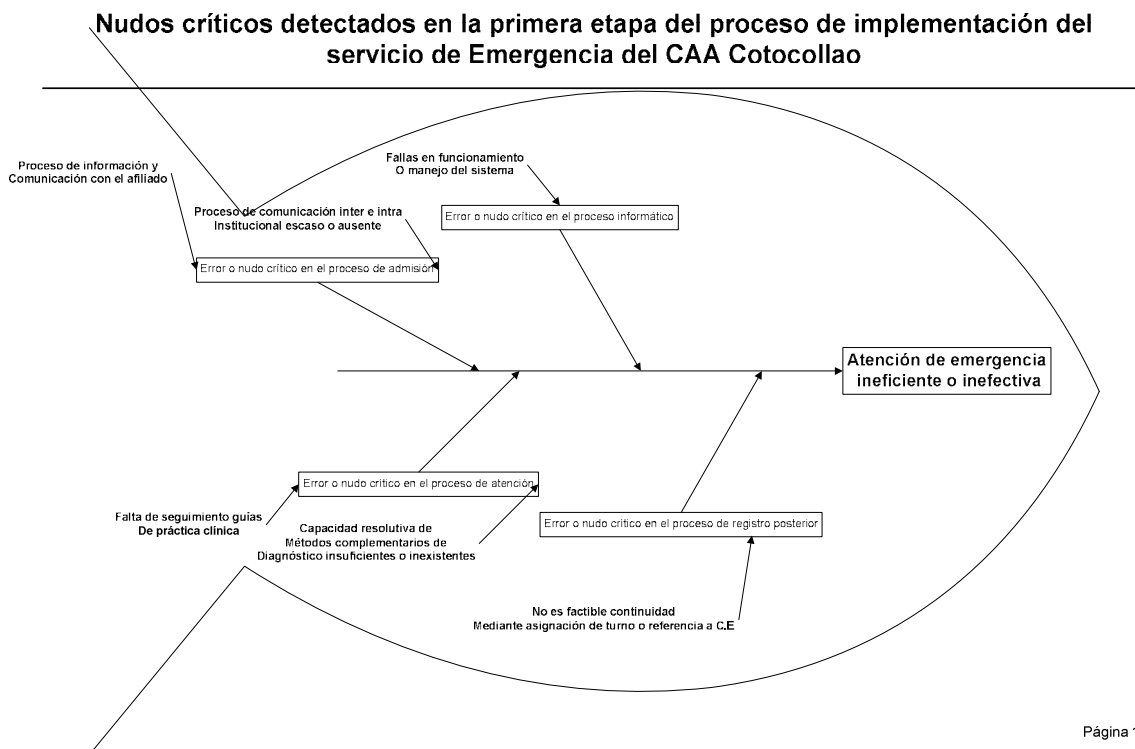 Nudos críticos detectados en la primera etapa del proceso de implementación del
servicio de Emergencia del CAA Cotocollao
Proceso de información y
Comunicación con el afiliado
Fallas en funcionamiento
O manejo del sistema
Proceso de comunicación inter e intra
Institucional escaso o ausente
Error o nudo crítico en el proceso informático
Error o nudo crítico en el proceso de admisión
Atención de emergencia
ineficiente o inefectiva
Error o nudo crítico en el proceso de atención
Falta de seguimiento guías
De práctica clínica
Capacidad resolutiva de
Métodos complementarios de
Diagnóstico insuficientes o inexistentes
Error o nudo crítico en el proceso de registro posterior
No es factible continuidad
Mediante asignación de turno o referencia a C.E
Página 1